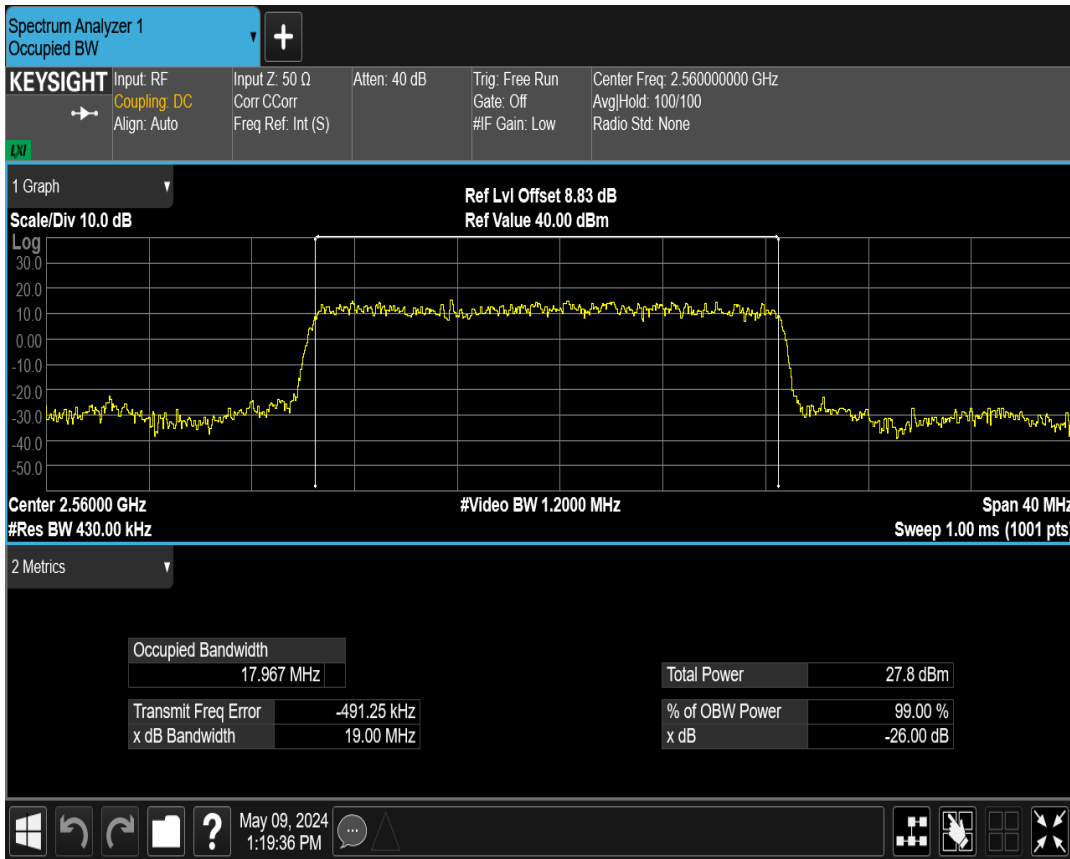 Spectrum Analyzer 1
Occupied BW
KEYSIGHT
LXI
Input: RF
Coupling: DC
Align: Auto
Input Z: 50 Ω
Corr CCorr
Freq Ref: Int (S)
Atten: 40 dB
Trig: Free Run
Gate: Off
#IF Gain: Low
Center Freq: 2.560000000 GHz
Avg|Hold: 100/100
Radio Std: None
1 Graph
Scale/Div 10.0 dB
Ref Lvl Offset 8.83 dB
Ref Value 40.00 dBm
Log
30.0
20.0
10.0
0.00
-10.0
-20.0
-30.0
-40.0
-50.0
Center 2.56000 GHz
#Video BW 1.2000 MHz
Span 40 MHz
#Res BW 430.00 kHz
Sweep 1.00 ms (1001 pts)
2 Metrics
Occupied Bandwidth
17.967 MHz
Total Power 27.8 dBm
Transmit Freq Error -491.25 kHz
% of OBW Power 99.00 %
x dB Bandwidth 19.00 MHz
x dB -26.00 dB
May 09, 2024
1:19:36 PM